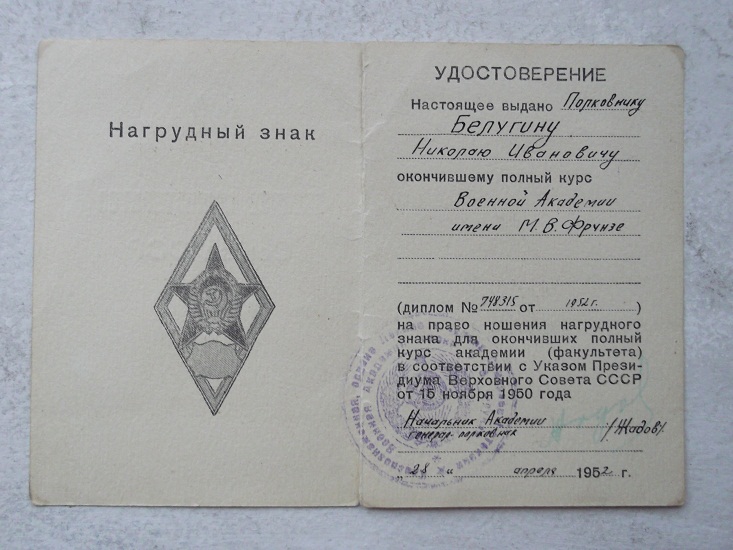 Нагрудный знак
УДОСТОВЕРЕНИЕ
Настоящее выдано Полковнику
Белугину
Николаю Ивановичу
окончившему полный курс
Военной Академии
имени М.В.Фрунзе
(диплом № 748315 от 1952 г. )
на право ношения нагрудного
знака для окончивших полный
курс академии (факультета)
в соответствии с Указом Прези-
диума Верховного Совета СССР
от 15 ноября 1950 года
Начальник Академии
генерал-полковник /Жадов/
„28 " апреля 1952 г.